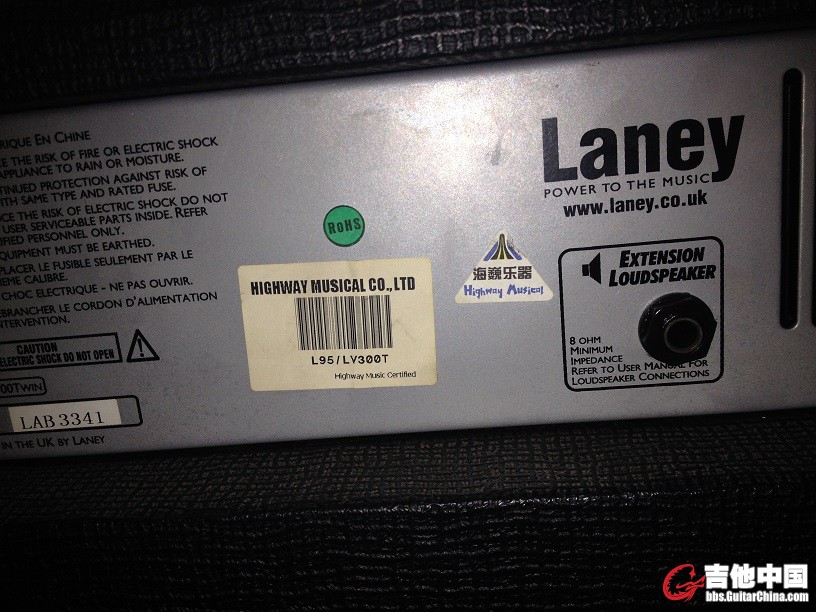 RIQUE EN CHINE
CE THE RISK OF FIRE OR ELECTRIC SHOCK
APPLIANCE TO RAIN OR MOISTURE.
TINUED PROTECTION AGAINST RISK OF
TH SAME TYPE AND RATED FUSE.
CE THE RISK OF ELECTRIC SHOCK DO NOT
USER SERVICEABLE PARTS INSIDE. REFER
FIED PERSONNEL ONLY.
QUIPMENT MUST BE EARTHED.
PLACER LE FUSIBLE SEULEMENT PAR LE
EME CALIBRE.
CHOC ELECTRIQUE - NE PAS OUVRIR.
EBRANCHER LE CORDON D'ALIMENTATION
NTERVENTION.
CAUTION
ELECTRIC SHOCK DO NOT OPEN
00TWIN
LAB 3341
IN THE UK BY LANEY
RoHS
HIGHWAY MUSICAL CO.,LTD
L95/LV300T
Highway Music Certified
海巍乐器
Highway Musical
Laney
POWER TO THE MUSIC
www.laney.co.uk
EXTENSION
LOUDSPEAKER
8 OHM
MINIMUM
IMPEDANCE
REFER TO USER MANUAL FOR
LOUDSPEAKER CONNECTIONS
吉他中国
bbs.GuitarChina.com